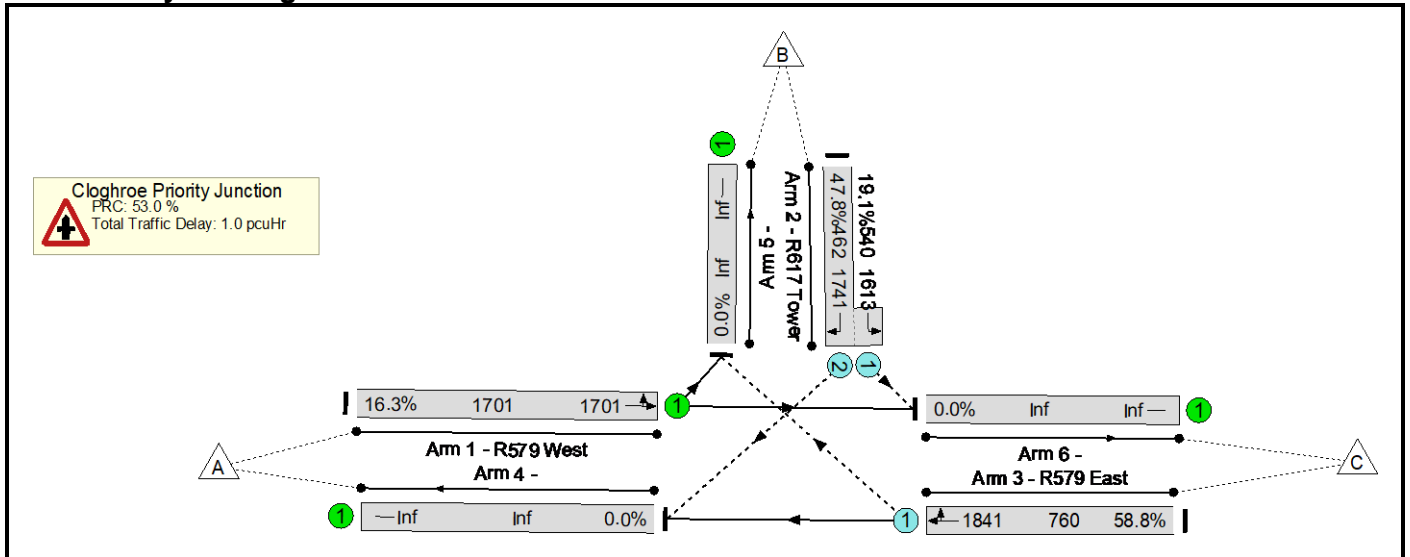 B
Cloghroe Priority Junction
PRC: 53.0 %
Total Traffic Delay: 1.0 pcuHr
1
Inf Inf 0.0%
Arm 5 -
Arm 2 - R617 Tower
47.8% 462 1741
19.1% 540 1613
2 1
16.3% 1701 1701 1
Arm 1 - R579 West
Arm 4 -
A
1 Inf Inf 0.0%
0.0% Inf Inf 1
Arm 6 -
Arm 3 - R579 East
C
1 1841 760 58.8%